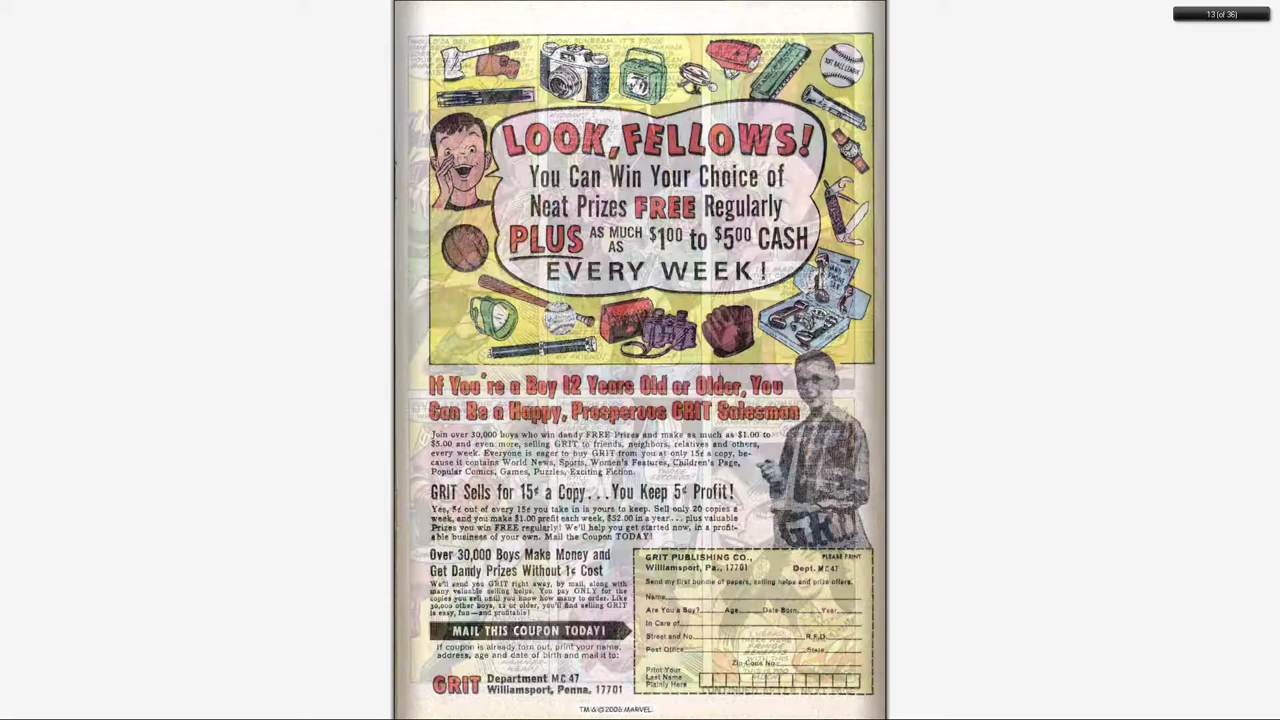 13 (of 36)
LOOK, FELLOWS!
You Can Win Your Choice of
Neat Prizes FREE Regularly
PLUS AS MUCH AS $1.00 to $5.00 CASH
EVERY WEEK!
If You're a Boy 12 Years Old or Older, You
Can Be a Happy, Prosperous GRIT Salesman
Join over 30,000 boys who win dandy FREE Prizes and make as much as $1.00 to
$5.00 and even more, selling GRIT to friends, neighbors, relatives and others,
every week. Everyone is eager to buy GRIT from you at only 15¢ a copy, be-
cause it contains World News, Sports, Women's Features, Children's Page,
Popular Comics, Games, Puzzles, Exciting Fiction.
GRIT Sells for 15¢ a Copy...You Keep 5¢ Profit!
Yes, 5¢ out of every 15¢ you take in is yours to keep. Sell only 20 copies a
week, and you make $1.00 profit each week, $52.00 in a year... plus valuable
Prizes you win FREE regularly! We'll help you get started now, in a profit-
able business of your own. Mail the Coupon TODAY!
Over 30,000 Boys Make Money and
Get Dandy Prizes Without 1¢ Cost
We'll send you GRIT right away, by mail, along with
many valuable selling helps. You pay ONLY for the
copies you sell until you know how many to order. Like
30,000 other boys, 12 or older, you'll find selling GRIT
is easy, fun—and profitable!
MAIL THIS COUPON TODAY!
If coupon is already torn out, print your name,
address, age and date of birth and mail it to:
GRIT Department MC 47
Williamsport, Penna. 17701
GRIT PUBLISHING CO., PLEASE PRINT
Williamsport, Pa., 17701 Dept. MC 47
Send my first bundle of papers, selling helps and prize offers.
Name
Are You a Boy? Age Date Born, Year
In Care of
Street and No. R.F.D.
Post Office State
Zip Code No.
Print Your
Last Name
Plainly Here
TM & © 2006 MARVEL